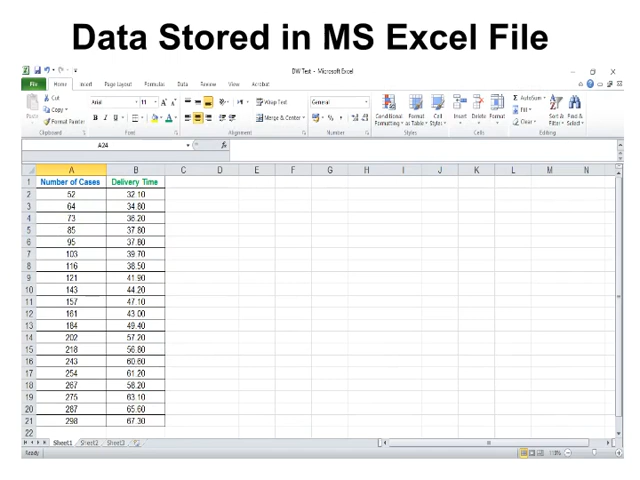 Data Stored in MS Excel File
DW Test - Microsoft Excel
File Home Insert Page Layout Formulas Data Review View Acrobat
Cut Arial 11 Wrap Text General AutoSum
Copy Fill
Paste Format Painter B I U Merge & Center % , Conditional Formatting Format as Table Cell Styles Insert Delete Format Clear Sort & Filter Find & Select
Clipboard Font Alignment Number Styles Cells Editing
A24 fx
A B C D E F G H I J K L M N
1 Number of Cases Delivery Time
2 52 32.10
3 64 34.80
4 73 36.20
5 85 37.80
6 95 37.80
7 103 39.70
8 116 38.50
9 121 41.90
10 143 44.20
11 157 47.10
12 161 43.00
13 184 49.40
14 202 57.20
15 218 56.80
16 243 60.60
17 254 61.20
18 267 58.20
19 275 63.10
20 287 65.60
21 298 67.30
22
Sheet1 Sheet2 Sheet3
Ready 110%